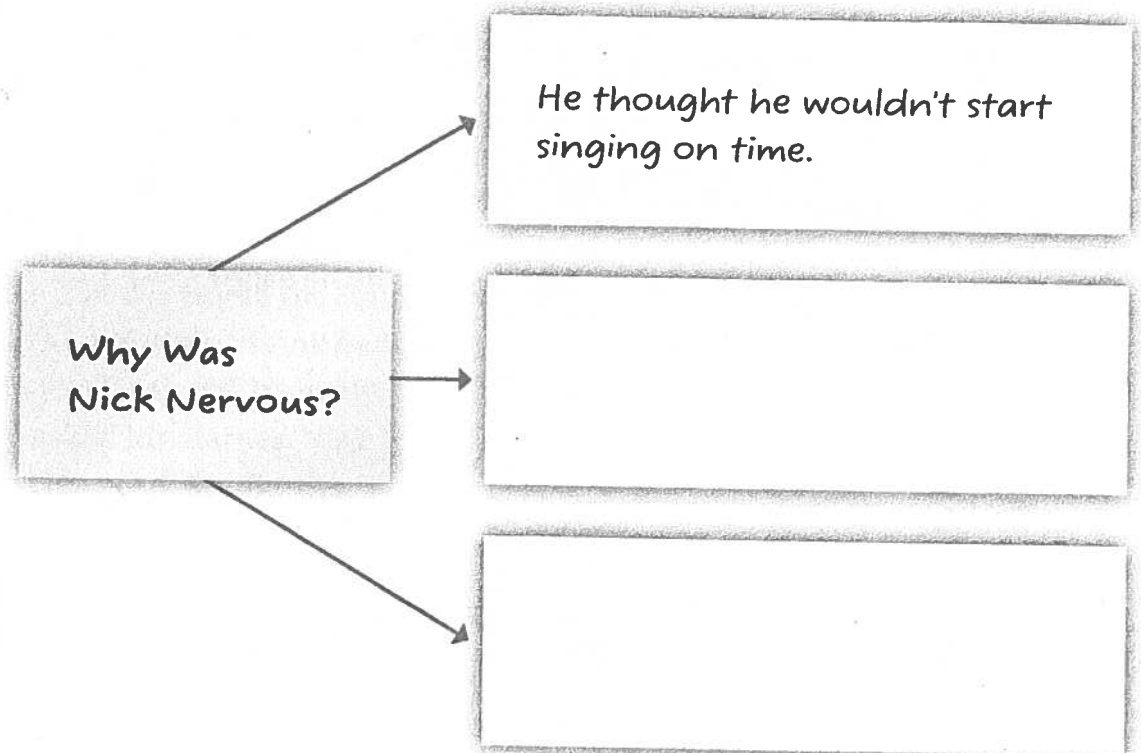 He thought he wouldn't start
singing on time.
Why Was
Nick Nervous?